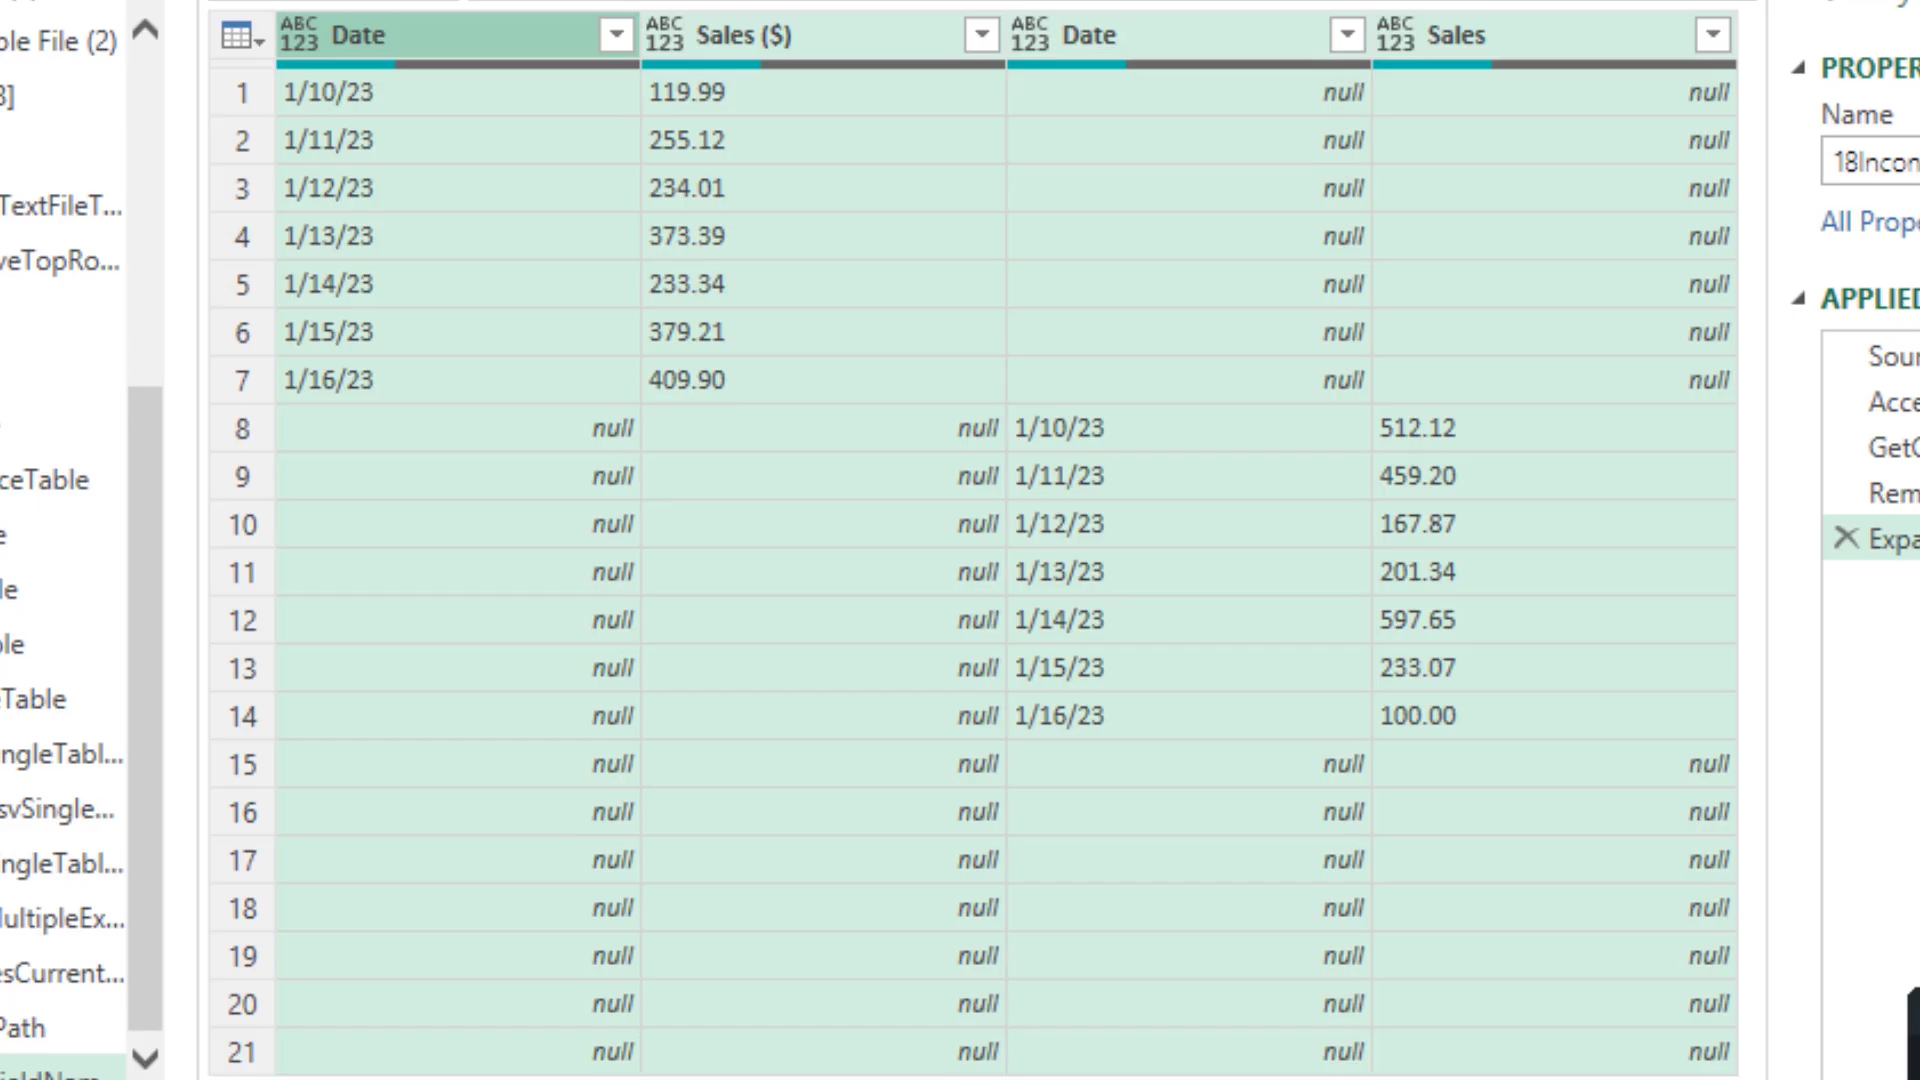 ple File (2)
3]
TextFileT...
veTopRo...
ceTable
e
le
ole
Table
ngleTabl...
svSingle...
ngleTabl...
MultipleEx...
esCurrent...
Path
ABC 123 Date ABC 123 Sales ($) ABC 123 Date ABC 123 Sales
1 1/10/23 119.99 null null
2 1/11/23 255.12 null null
3 1/12/23 234.01 null null
4 1/13/23 373.39 null null
5 1/14/23 233.34 null null
6 1/15/23 379.21 null null
7 1/16/23 409.90 null null
8 null null 1/10/23 512.12
9 null null 1/11/23 459.20
10 null null 1/12/23 167.87
11 null null 1/13/23 201.34
12 null null 1/14/23 597.65
13 null null 1/15/23 233.07
14 null null 1/16/23 100.00
15 null null null null
16 null null null null
17 null null null null
18 null null null null
19 null null null null
20 null null null null
21 null null null null
PROPER
Name
18Incon
All Prop
APPLIED
Sour
Acce
GetC
Rem
Expa